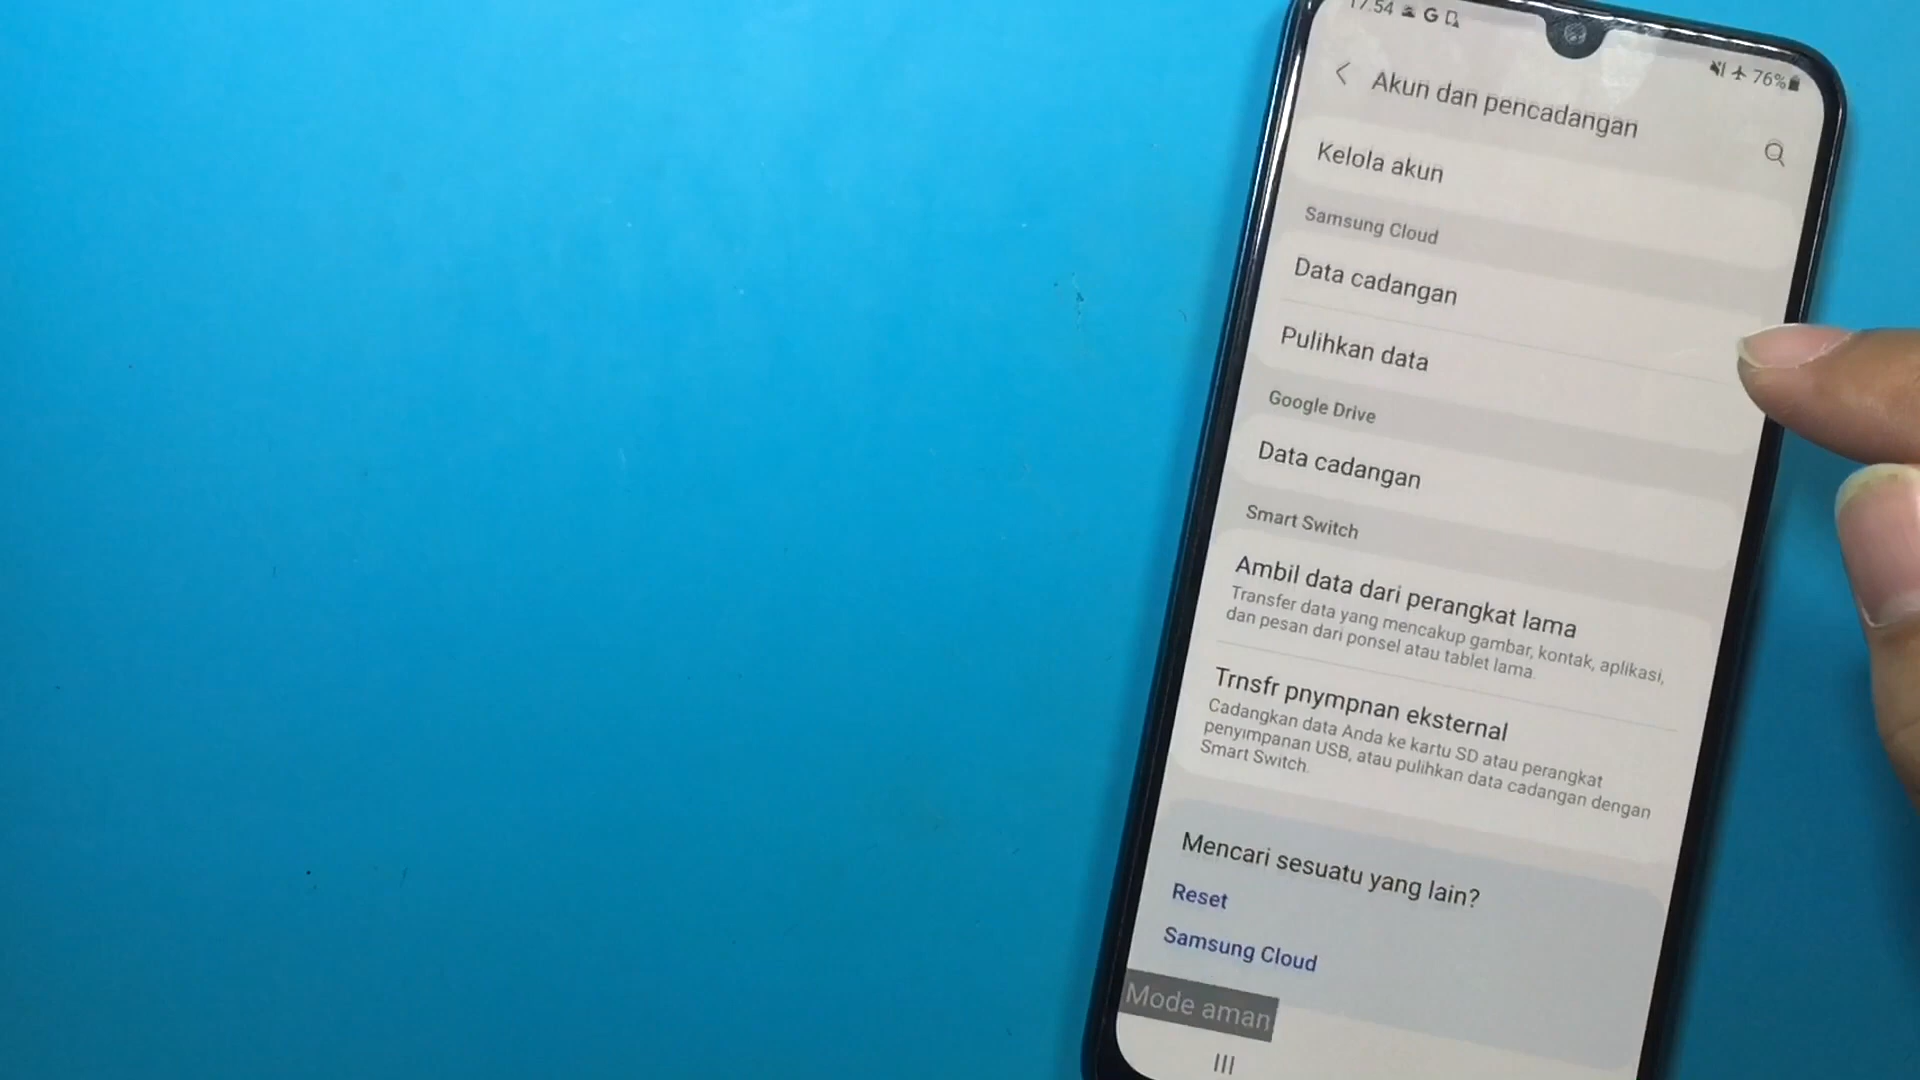 17.54 G
76%
Akun dan pencadangan
Kelola akun
Samsung Cloud
Data cadangan
Pulihkan data
Google Drive
Data cadangan
Smart Switch
Ambil data dari perangkat lama
Transfer data yang mencakup gambar, kontak, aplikasi,
dan pesan dari ponsel atau tablet lama.
Trnsfr pnympnan eksternal
Cadangkan data Anda ke kartu SD atau perangkat
penyimpanan USB, atau pulihkan data cadangan dengan
Smart Switch.
Mencari sesuatu yang lain?
Reset
Samsung Cloud
Mode aman